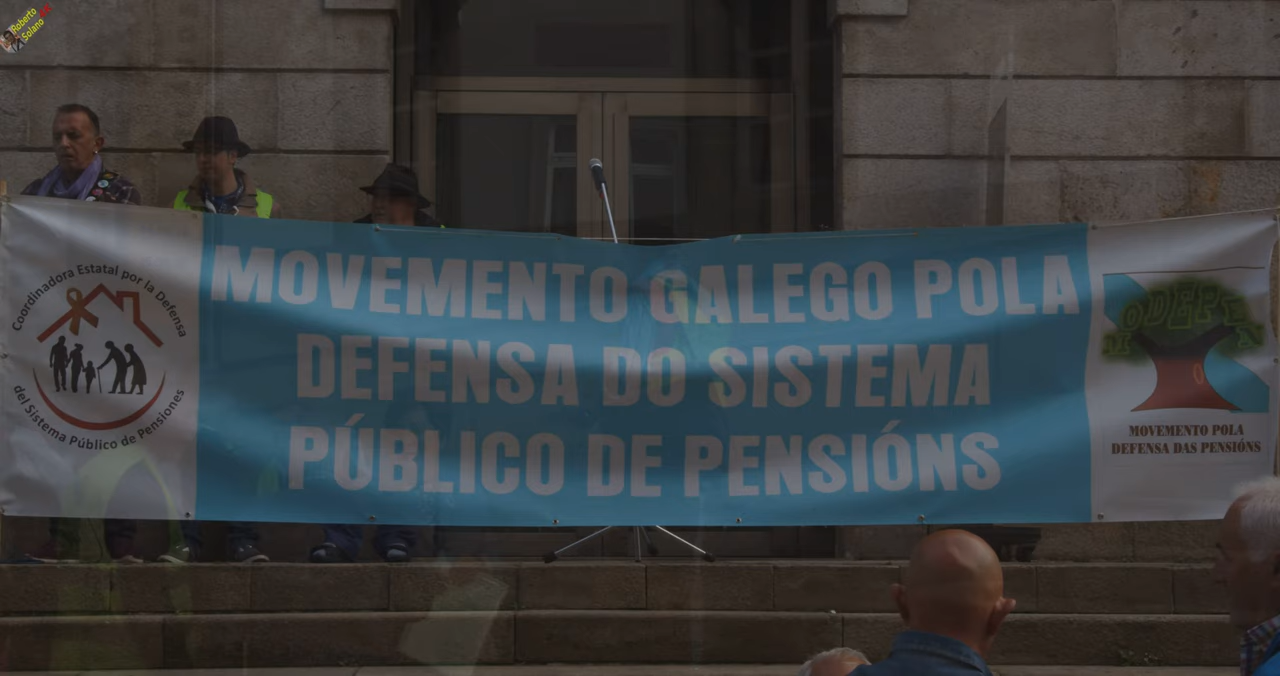 Roberto
Solano
MOVEMENTO GALEGO POLA
DEFENSA DO SISTEMA
PÚBLICO DE PENSIÓNS
Coordinadora Estatal por la Defensa
del Sistema Público de Pensiones
MODEPEN
MOVEMENTO POLA
DEFENSA DAS PENSIÓNS